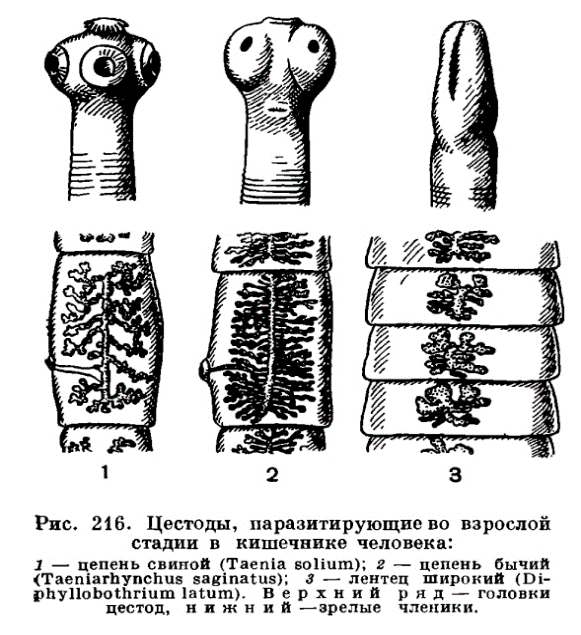 1 2 3
Рис. 216. Цестоды, паразитирующие во взрослой
стадии в кишечнике человека:
1 — цепень свиной (Taenia solium); 2 — цепень бычий
(Taeniarhynchus saginatus); 3 — лентец широкий (Di-
phyllobothrium latum). Верхний ряд — головки
цестод, нижний — зрелые членики.